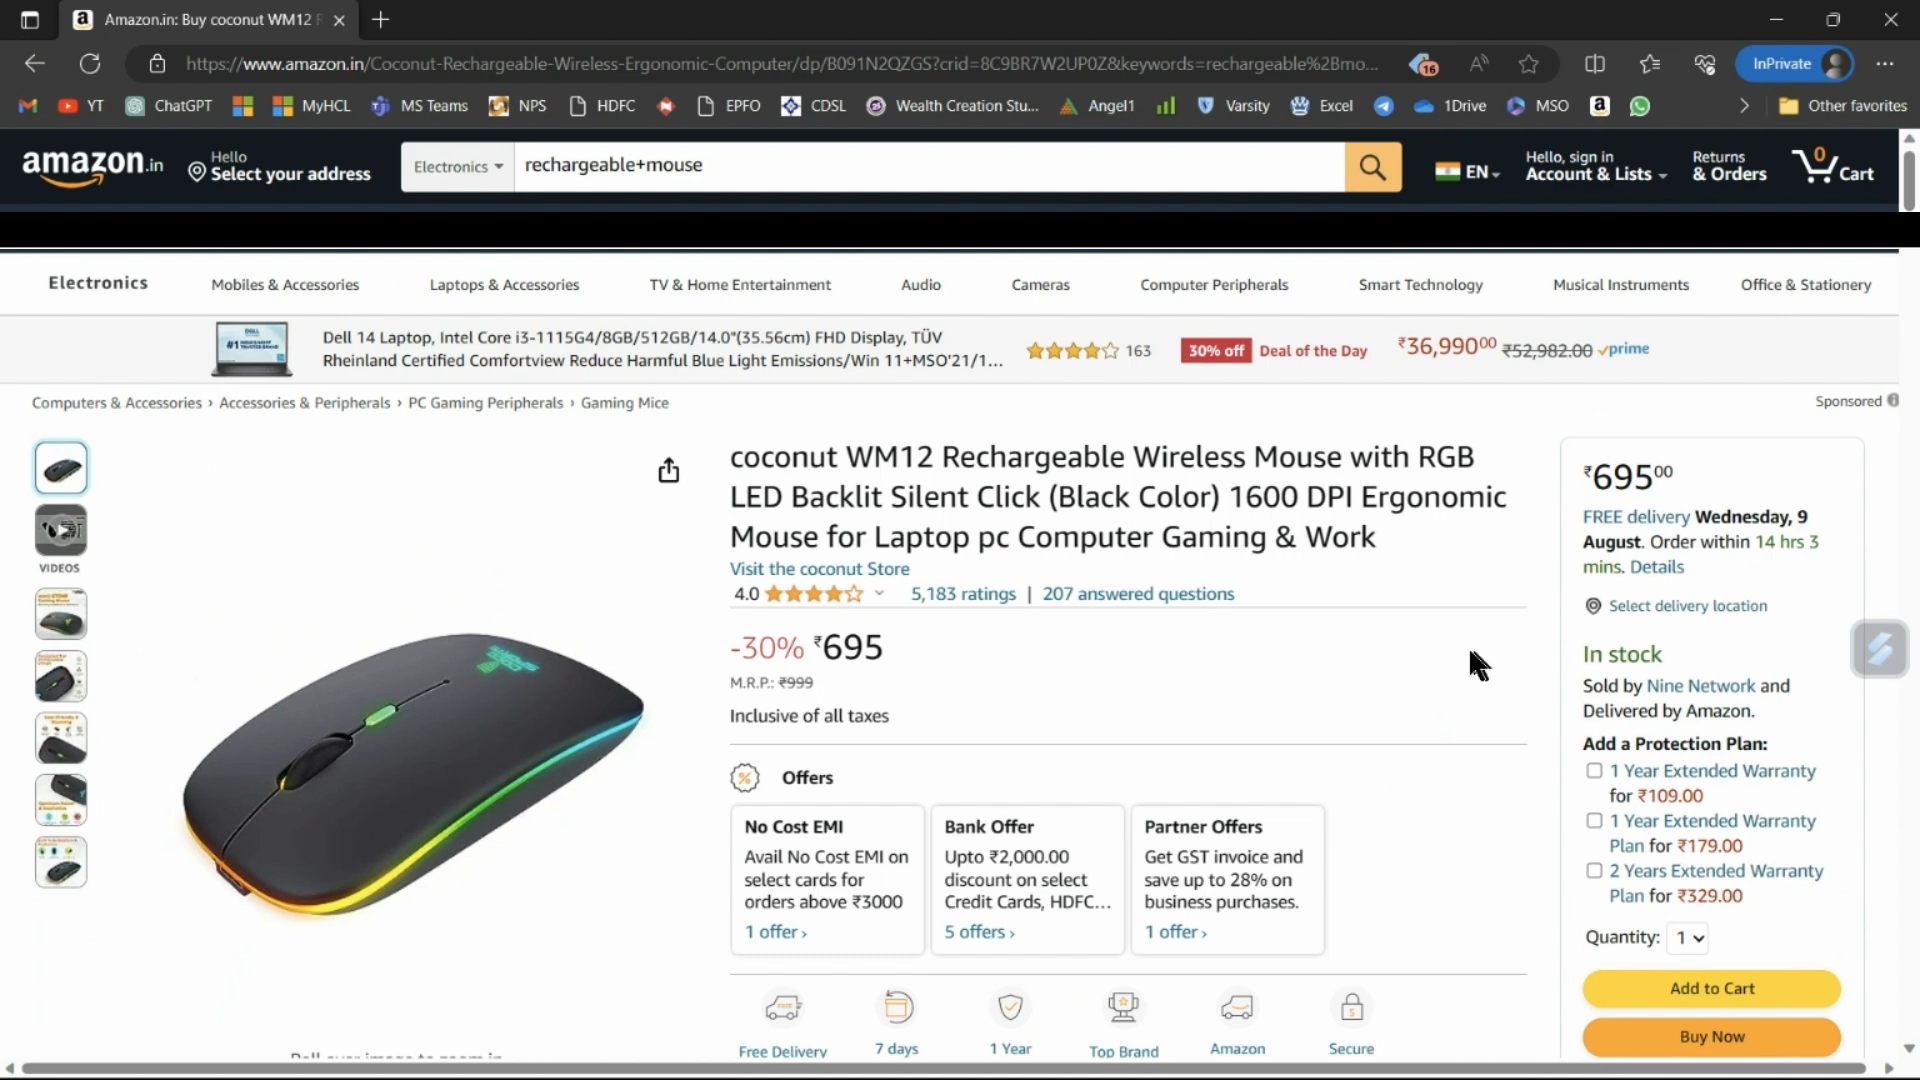 Amazon.in: Buy coconut WM12
https://www.amazon.in/Coconut-Rechargeable-Wireless-Ergonomic-Computer/dp/B091N2QZGS?crid=8C9BR7W2UP0Z&keywords=rechargeable%2Bmo...
16
InPrivate
YT
ChatGPT
MyHCL
MS Teams
NPS
HDFC
EPFO
CDSL
Wealth Creation Stu...
Angel1
Varsity
Excel
1Drive
MSO
Other favorites
amazon.in
Hello
Select your address
Electronics
rechargeable+mouse
EN
Hello, sign in
Account & Lists
Returns
& Orders
0
Cart
Electronics
Mobiles & Accessories
Laptops & Accessories
TV & Home Entertainment
Audio
Cameras
Computer Peripherals
Smart Technology
Musical Instruments
Office & Stationery
Dell 14 Laptop, Intel Core i3-1115G4/8GB/512GB/14.0"(35.56cm) FHD Display, TÜV
Rheinland Certified Comfortview Reduce Harmful Blue Light Emissions/Win 11+MSO'21/1...
163
30% off Deal of the Day
₹36,990⁰⁰ ₹52,982.00 prime
Computers & Accessories › Accessories & Peripherals › PC Gaming Peripherals › Gaming Mice
Sponsored
VIDEOS
coconut WM12 Rechargeable Wireless Mouse with RGB
LED Backlit Silent Click (Black Color) 1600 DPI Ergonomic
Mouse for Laptop pc Computer Gaming & Work
Visit the coconut Store
4.0
5,183 ratings | 207 answered questions
-30% ₹695
M.R.P.: ₹999
Inclusive of all taxes
Offers
No Cost EMI
Avail No Cost EMI on
select cards for
orders above ₹3000
1 offer ›
Bank Offer
Upto ₹2,000.00
discount on select
Credit Cards, HDFC...
5 offers ›
Partner Offers
Get GST invoice and
save up to 28% on
business purchases.
1 offer ›
Free Delivery
7 days
1 Year
Top Brand
Amazon
Secure
₹695⁰⁰
FREE delivery Wednesday, 9
August. Order within 14 hrs 3
mins. Details
Select delivery location
In stock
Sold by Nine Network and
Delivered by Amazon.
Add a Protection Plan:
1 Year Extended Warranty
for ₹109.00
1 Year Extended Warranty
Plan for ₹179.00
2 Years Extended Warranty
Plan for ₹329.00
Quantity: 1
Add to Cart
Buy Now